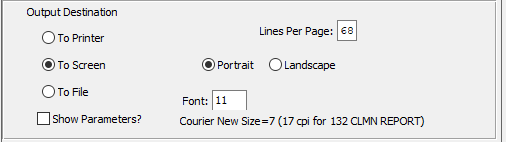 Output Destination
To Printer
Lines Per Page: 68
To Screen
Portrait
Landscape
To File
Font: 11
Show Parameters?
Courier New Size=7 (17 cpi for 132 CLMN REPORT)